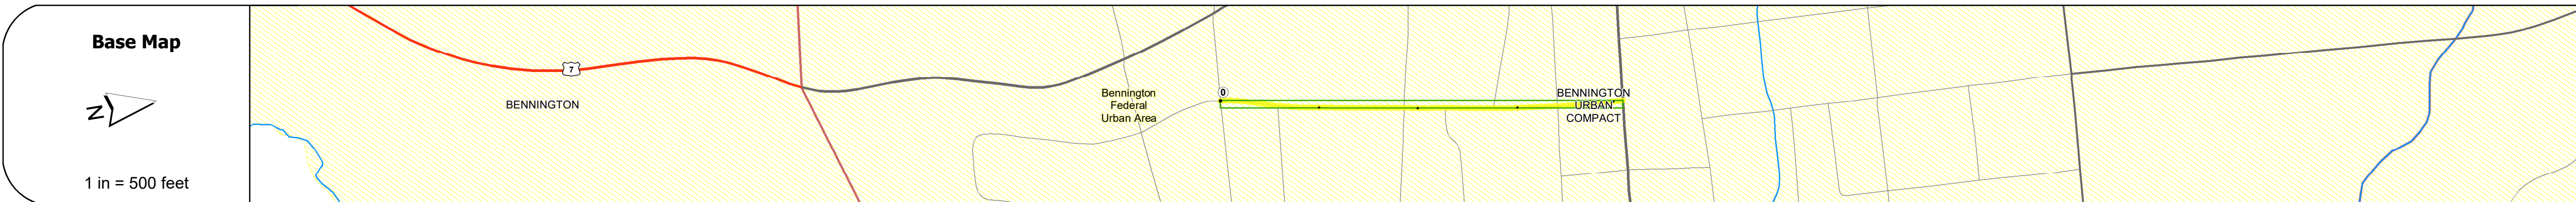 Base Map
N
1 in = 500 feet
7
BENNINGTON
Bennington
Federal
Urban Area
0
BENNINGTON
URBAN
COMPACT